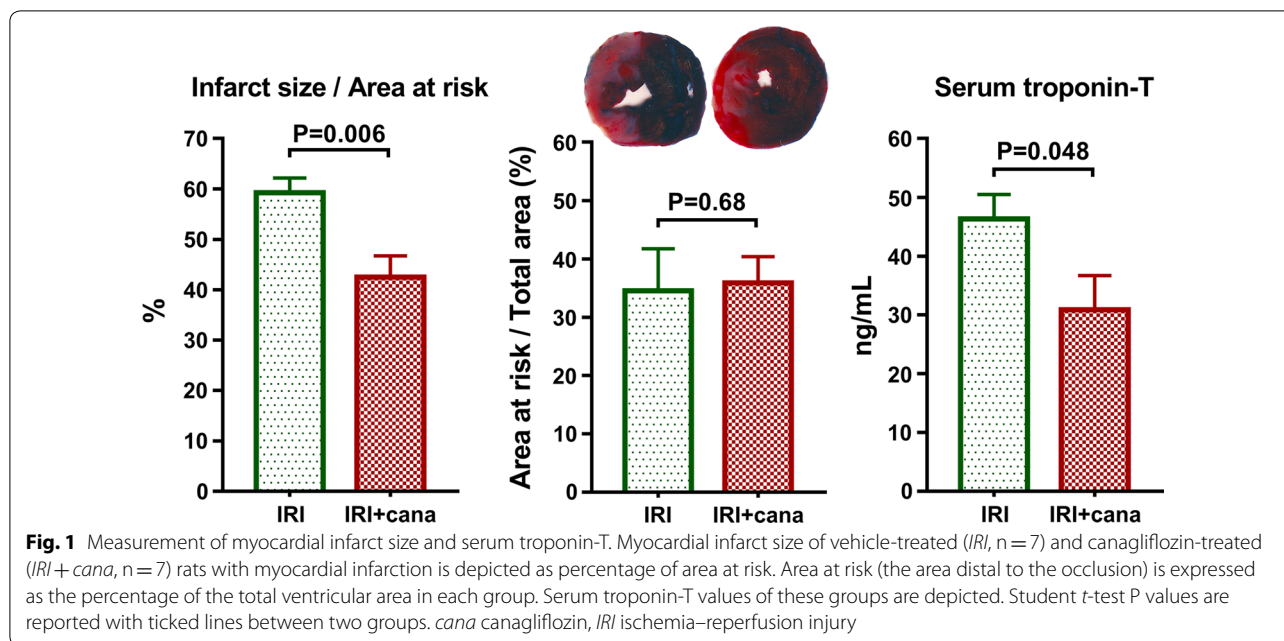 Infarct size / Area at risk
P=0.006
70
60
50
40
30
20
10
0
%
IRI
IRI+cana
Area at risk / Total area (%)
P=0.68
60
50
40
30
20
10
0
IRI
IRI+cana
Serum troponin-T
P=0.048
60
50
40
30
20
10
0
ng/mL
IRI
IRI+cana
Fig. 1 Measurement of myocardial infarct size and serum troponin-T. Myocardial infarct size of vehicle-treated (IRI, n = 7) and canagliflozin-treated
(IRI + cana, n = 7) rats with myocardial infarction is depicted as percentage of area at risk. Area at risk (the area distal to the occlusion) is expressed
as the percentage of the total ventricular area in each group. Serum troponin-T values of these groups are depicted. Student t-test P values are
reported with ticked lines between two groups. cana canagliflozin, IRI ischemia–reperfusion injury